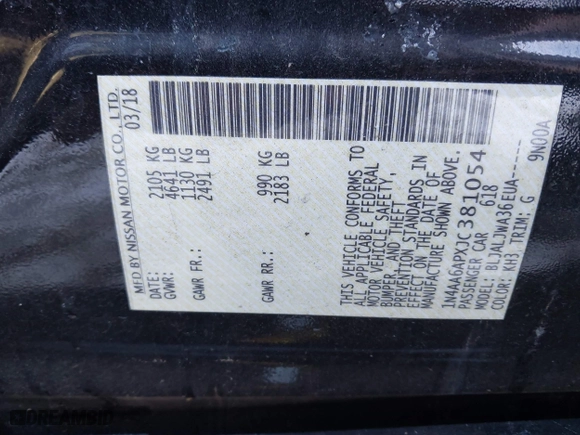 MFD BY NISSAN MOTOR CO., LTD.
03/18
GVWR: 2105 KG
4641 LB
GAWR FR.: 1130 KG
2491 LB
GAWR RR.: 990 KG
2183 LB
THIS VEHICLE CONFORMS TO
ALL APPLICABLE FEDERAL
MOTOR VEHICLE SAFETY,
BUMPER, AND THEFT
PREVENTION STANDARDS IN
EFFECT ON THE DATE OF
MANUFACTURE SHOWN ABOVE.
1N4AA6APXJC381054
PASSENGER CAR 618
MODEL: BLJALJWA36EUA------
COLOR: KH3 TRIM: G 9N00A